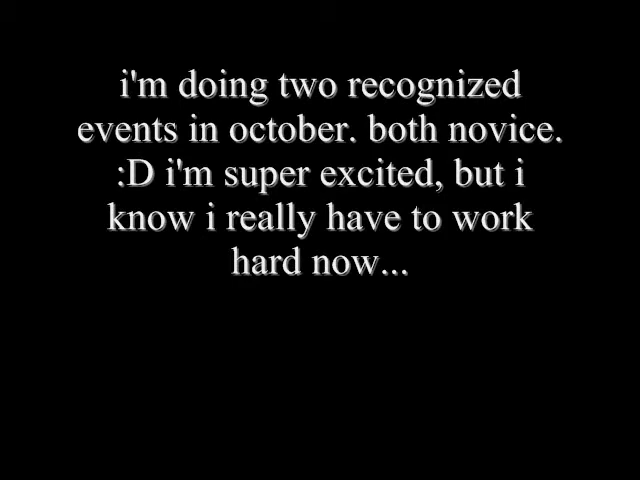 i'm doing two recognized
events in october. both novice.
:D i'm super excited, but i
know i really have to work
hard now...